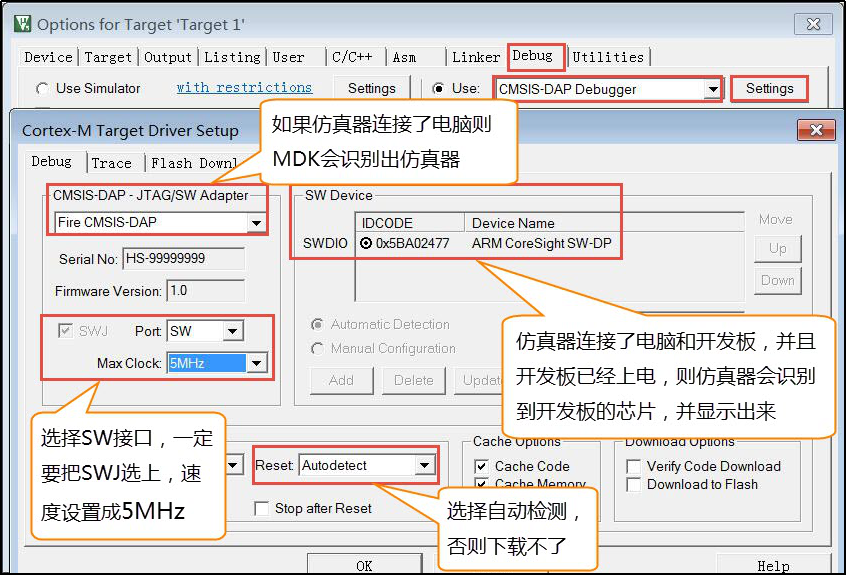 Options for Target 'Target 1'
Device Target Output Listing User C/C++ Asm Linker Debug Utilities
Use Simulator with restrictions Settings Use: CMSIS-DAP Debugger Settings
如果仿真器连接了电脑则
MDK会识别出仿真器
Cortex-M Target Driver Setup
Debug Trace Flash Downl
CMSIS-DAP - JTAG/SW Adapter
Fire CMSIS-DAP
Serial No: HS-99999999
Firmware Version: 1.0
SWJ Port: SW
Max Clock: 5MHz
SW Device
IDCODE Device Name
SWDIO 0x5BA02477 ARM CoreSight SW-DP
Move
Up
Down
Automatic Detection
Manual Configuration
Add Delete Updat
仿真器连接了电脑和开发板，并且
开发板已经上电，则仿真器会识别
到开发板的芯片，并显示出来
选择SW接口，一定
要把SWJ选上，速
度设置成5MHz
Reset: Autodetect
Stop after Reset
选择自动检测，
否则下载不了
Cache Options
Cache Code
Cache Memory
Download Options
Verify Code Download
Download to Flash
OK
Help